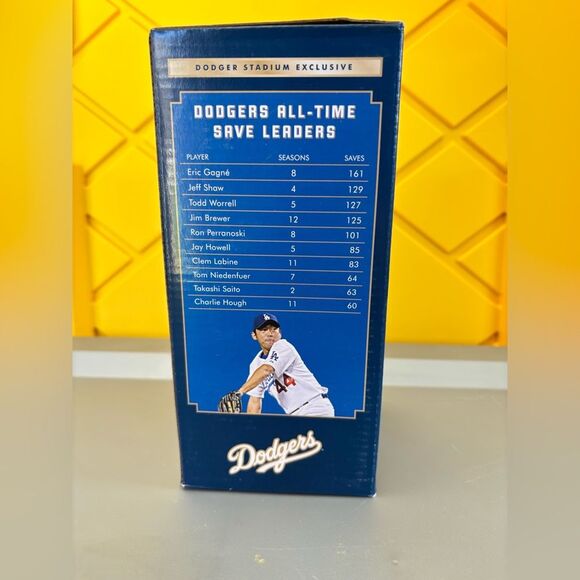 DODGER STADIUM EXCLUSIVE
DODGERS ALL-TIME
SAVE LEADERS
PLAYER SEASONS SAVES
Eric Gagné 8 161
Jeff Shaw 4 129
Todd Worrell 5 127
Jim Brewer 12 125
Ron Perranoski 8 101
Jay Howell 5 85
Clem Labine 11 83
Tom Niedenfuer 7 64
Takashi Saito 2 63
Charlie Hough 11 60
LA
44
Dodgers